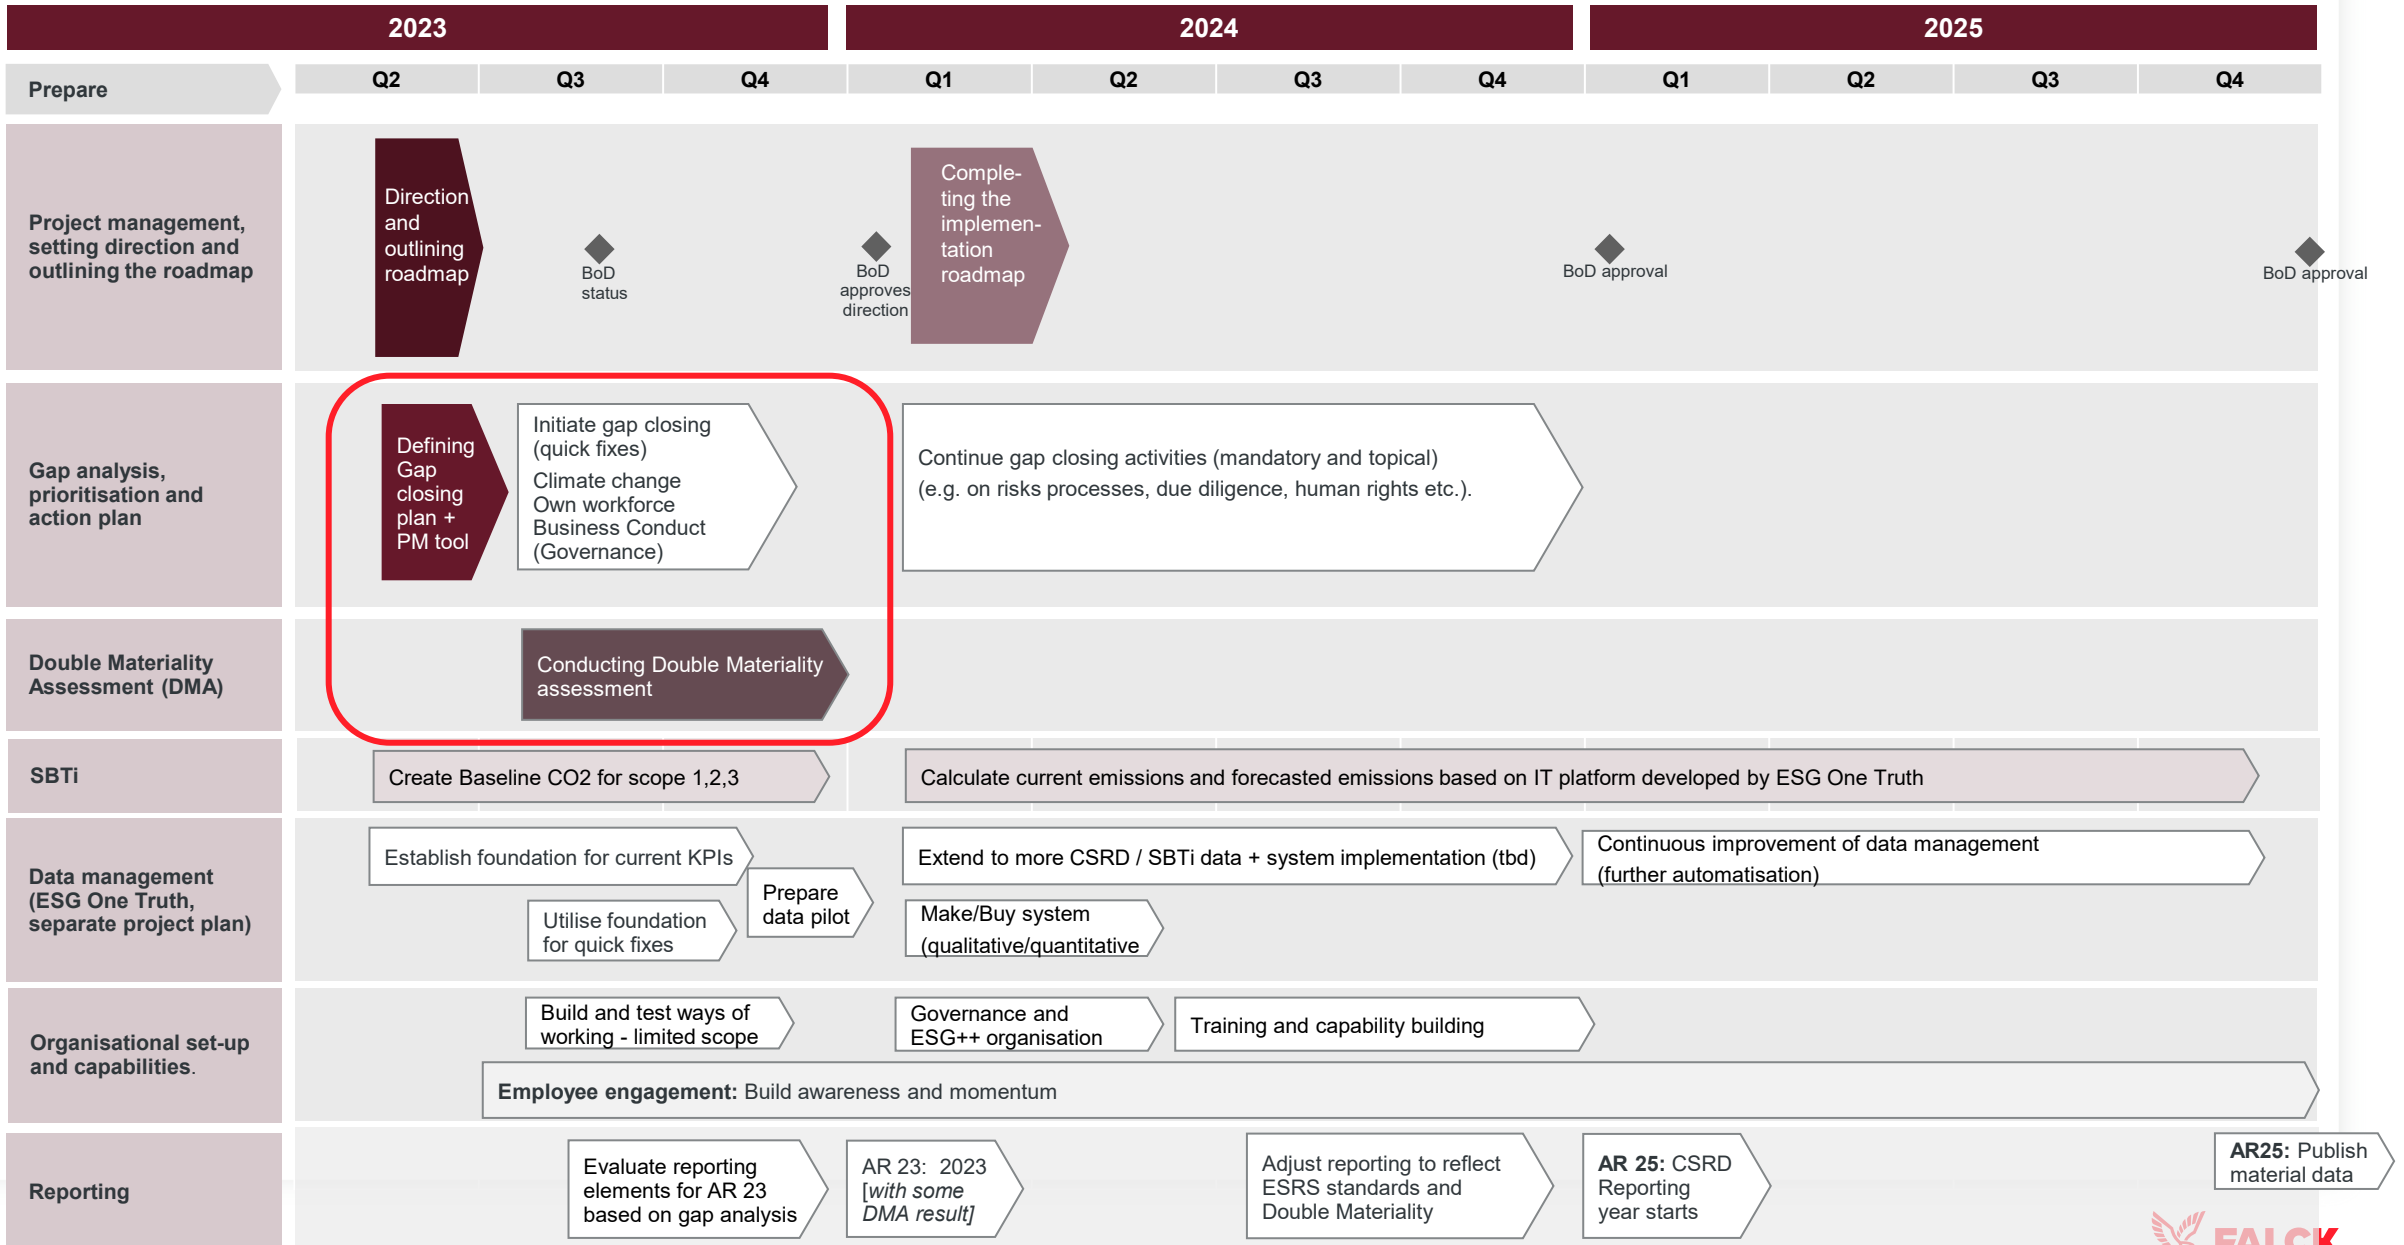 2023
2024
2025
Prepare
Q2
Q3
Q4
Q1
Q2
Q3
Q4
Q1
Q2
Q3
Q4
Project management,
setting direction and
outlining the roadmap
Direction
and
outlining
roadmap
BoD
status
BoD
approves
direction
Comple-
ting the
implemen-
tation
roadmap
BoD approval
BoD approval
Gap analysis,
prioritisation and
action plan
Defining
Gap
closing
plan +
PM tool
Initiate gap closing
(quick fixes)
Climate change
Own workforce
Business Conduct
(Governance)
Continue gap closing activities (mandatory and topical)
(e.g. on risks processes, due diligence, human rights etc.).
Double Materiality
Assessment (DMA)
Conducting Double Materiality
assessment
SBTi
Create Baseline CO2 for scope 1,2,3
Calculate current emissions and forecasted emissions based on IT platform developed by ESG One Truth
Data management
(ESG One Truth,
separate project plan)
Establish foundation for current KPIs
Utilise foundation
for quick fixes
Prepare
data pilot
Extend to more CSRD / SBTi data + system implementation (tbd)
Make/Buy system
(qualitative/quantitative
Continuous improvement of data management
(further automatisation)
Organisational set-up
and capabilities.
Build and test ways of
working - limited scope
Governance and
ESG++ organisation
Training and capability building
Employee engagement: Build awareness and momentum
Reporting
Evaluate reporting
elements for AR 23
based on gap analysis
AR 23: 2023
[with some
DMA result]
Adjust reporting to reflect
ESRS standards and
Double Materiality
AR 25: CSRD
Reporting
year starts
AR25: Publish
material data
FALCK